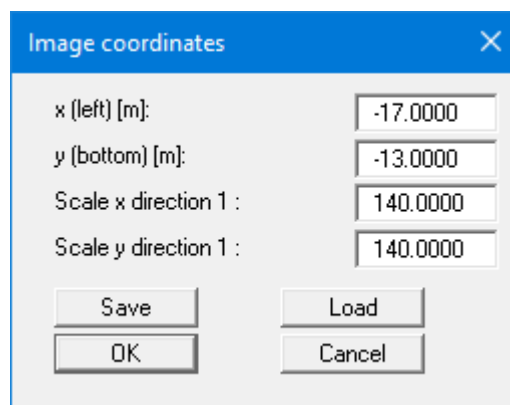 Image coordinates
x (left) [m]: -17.0000
y (bottom) [m]: -13.0000
Scale x direction 1 : 140.0000
Scale y direction 1 : 140.0000
Save Load
OK Cancel